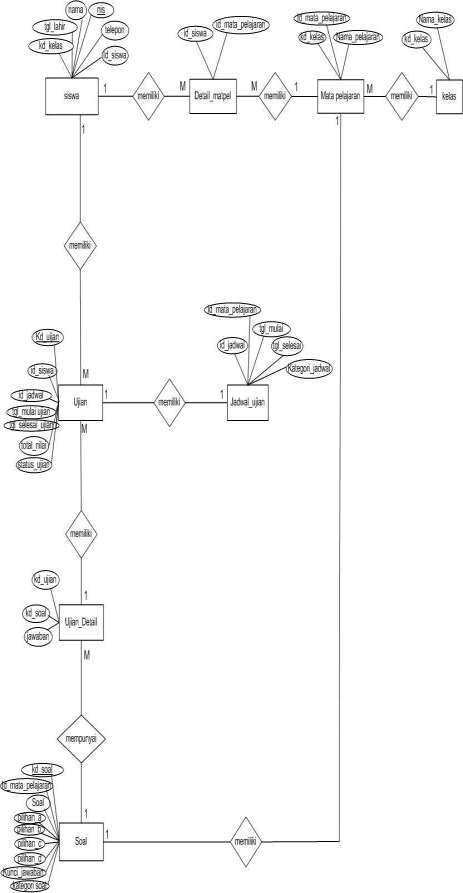 nama
nis
tgl_lahir
telepon
kd_kelas
id_siswa
siswa
1
memiliki
M
id_siswa
id_mata_pelajaran
Detail_matpel
M
memiliki
1
id_mata_pelajaran
kd_kelas
Nama_pelajaran
Mata pelajaran
M
memiliki
1
Nama_kelas
kd_kelas
kelas
1
1
memiliki
M
id_mata_pelajaran
tgl_mulai
id_jadwal
tgl_selesai
Kategori_jadwal
Jadwal_ujian
Kd_ujian
id_siswa
id_jadwal
tgl_mulai ujian
tgl_selesai_ujian
total_nilai
status_ujian
Ujian
1
memiliki
1
M
memiliki
1
kd_ujian
kd_soal
jawaban
Ujian_Detail
M
mempunyai
1
kd_soal
id_mata_pelajaran
Soal
pilihan_a
pilihan_b
pilihan_c
pilihan_d
Kunci_jawaban
kategori soal
Soal
1
memiliki